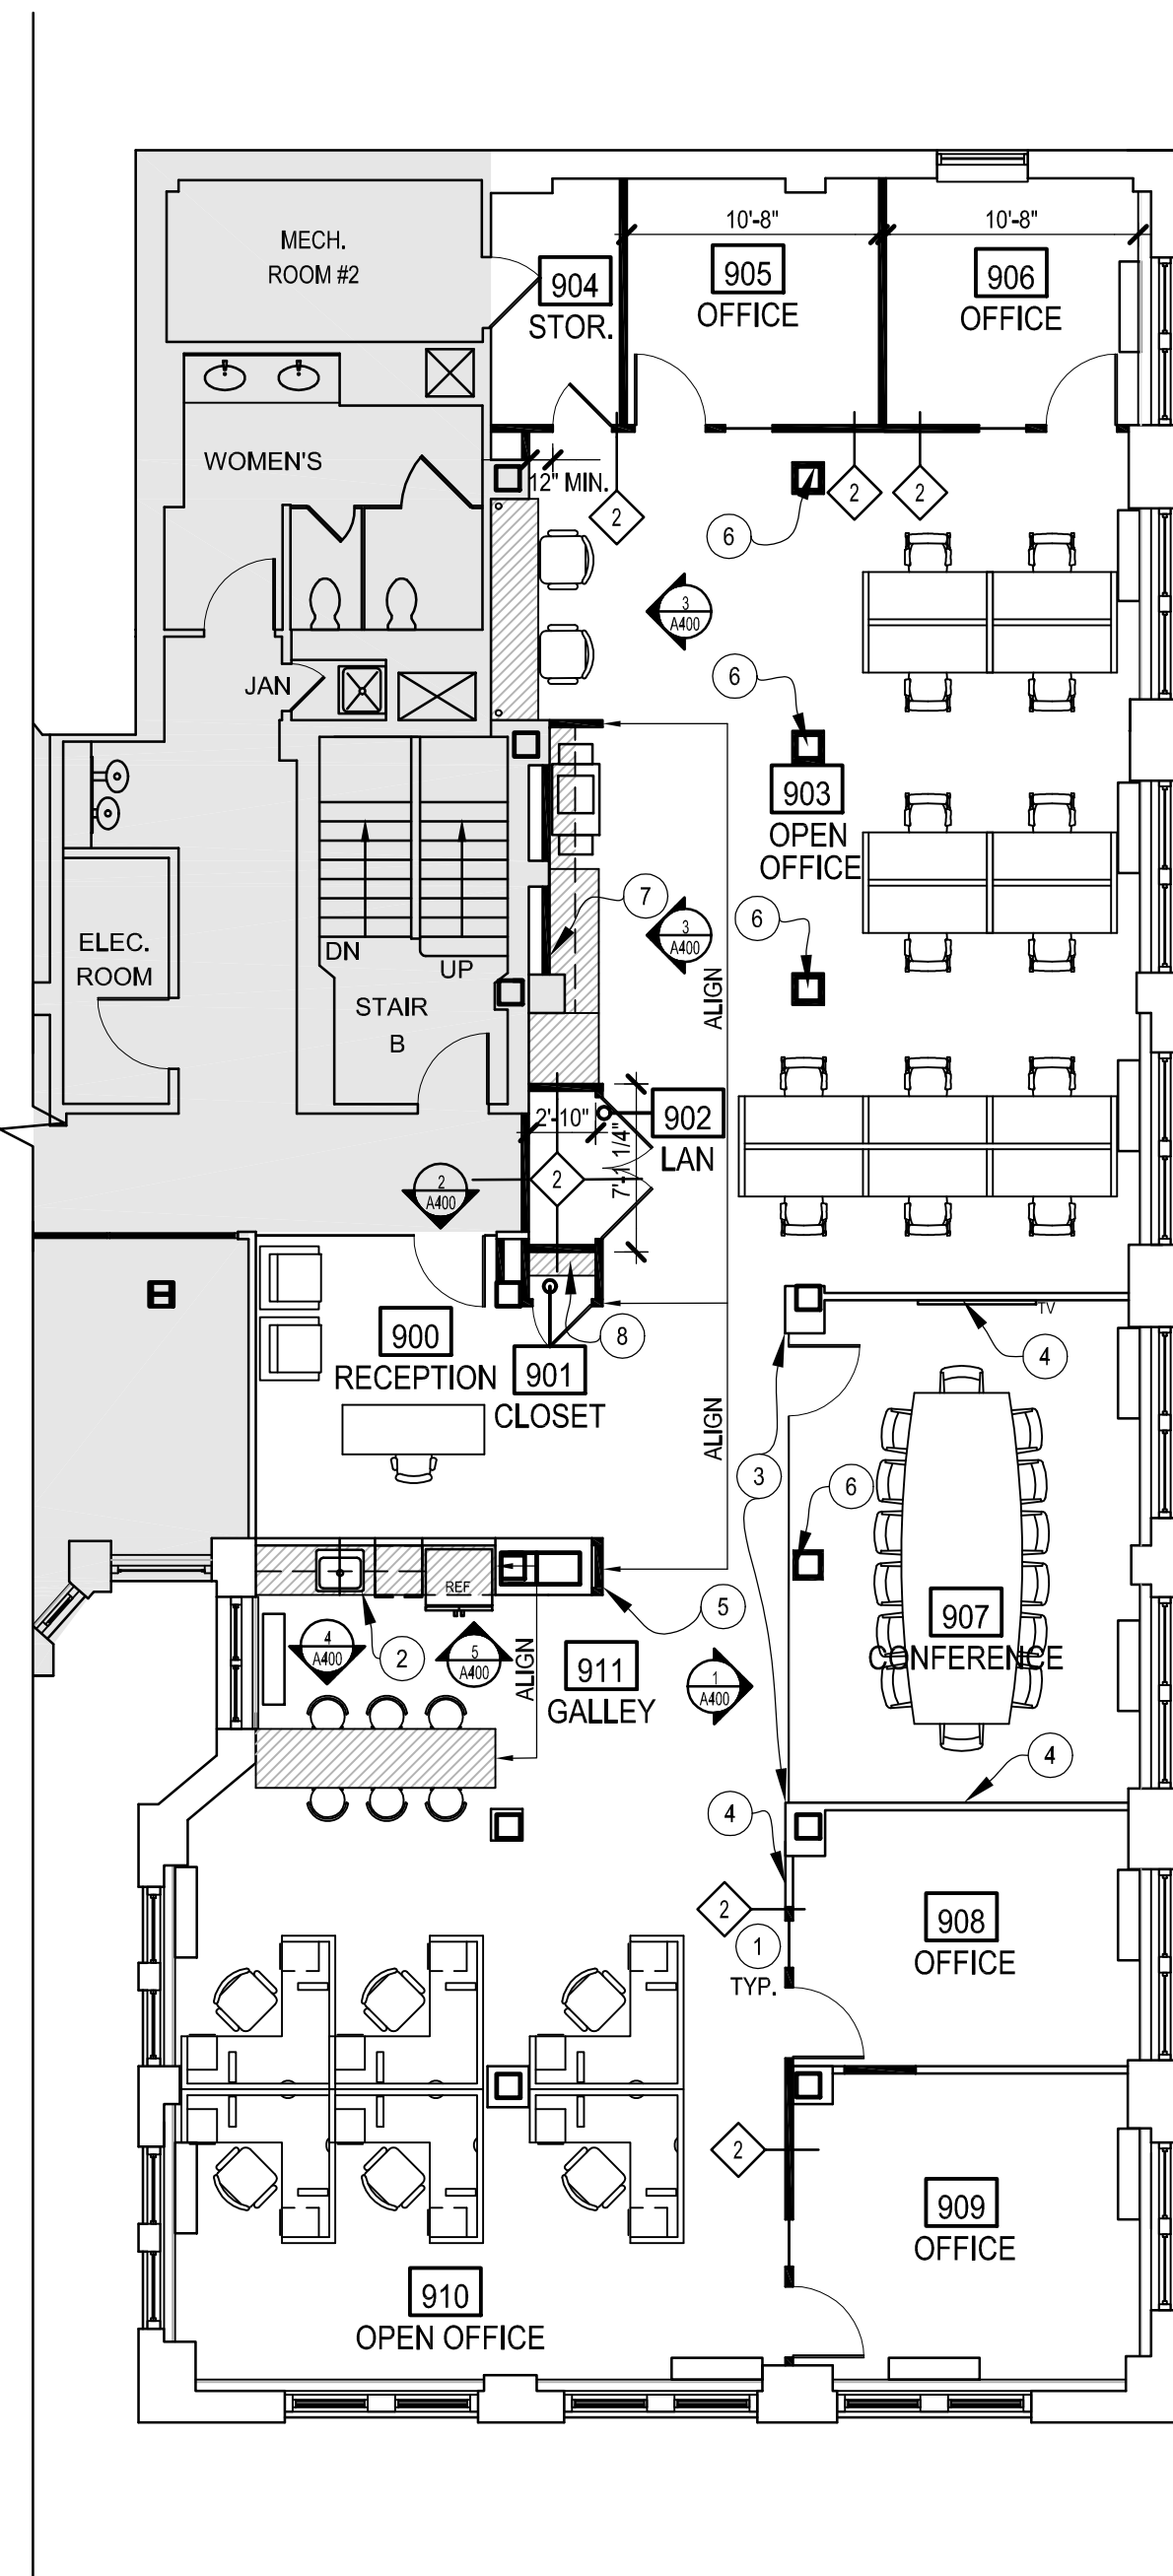 MECH.
ROOM #2
10'-8"
10'-8"
904
STOR.
905
OFFICE
906
OFFICE
WOMEN'S
12" MIN.
2
2
2
6
3
A400
JAN
6
903
OPEN
OFFICE
7
6
3
A400
ELEC.
ROOM
DN
UP
ALIGN
STAIR
B
2'-10"
902
LAN
7'-1 1/4"
2
2
A400
900
RECEPTION
901
CLOSET
8
TV
4
ALIGN
3
6
REF
5
907
CONFERENCE
4
A400
2
5
A400
ALIGN
911
GALLEY
1
A400
4
4
2
1
TYP.
908
OFFICE
2
909
OFFICE
910
OPEN OFFICE